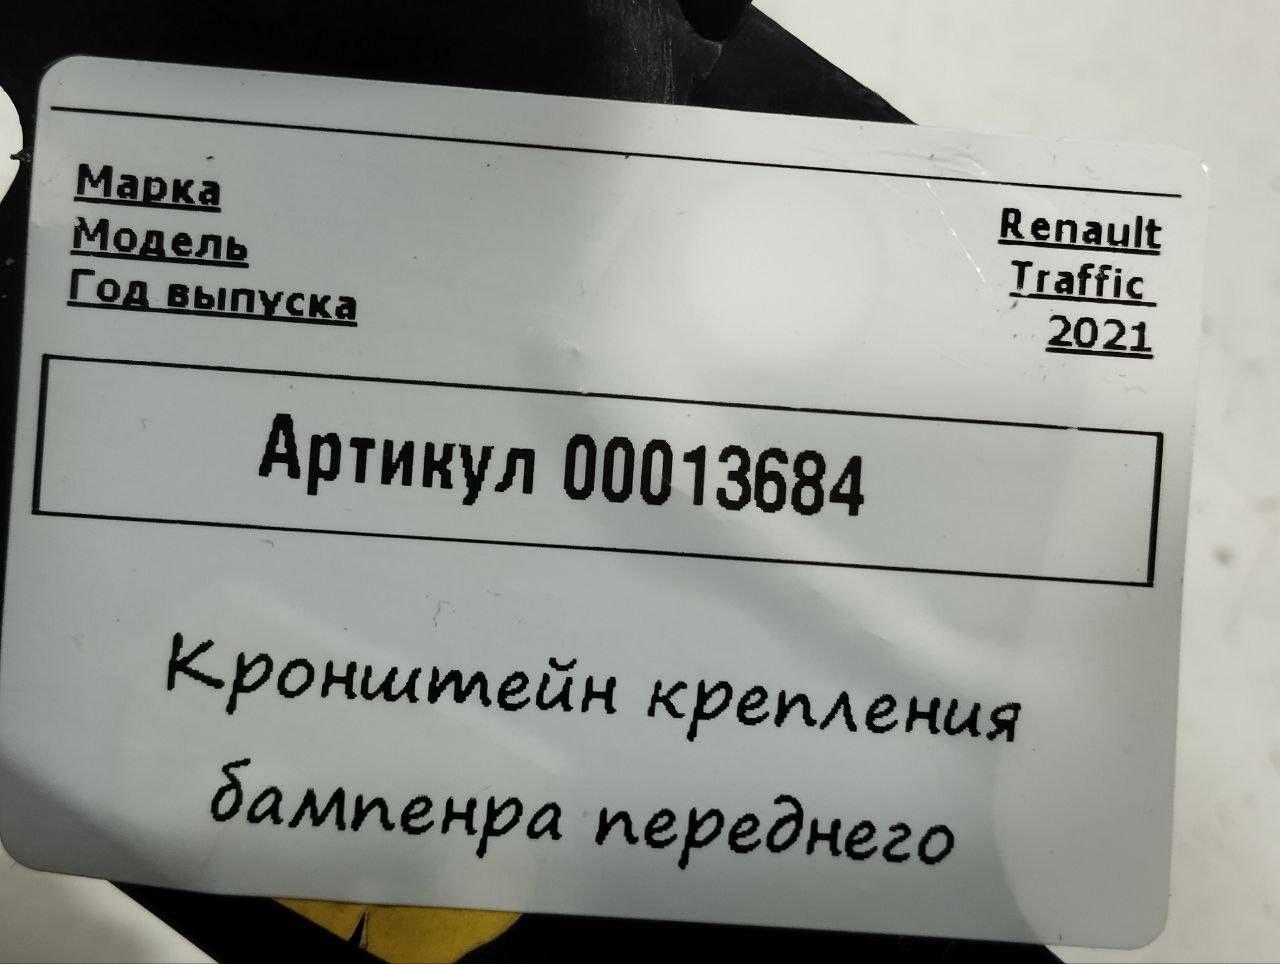 Марка Renault
Модель Traffic
Год выпуска 2021
Артикул 00013684
Кронштейн крепления
бампенра переднего